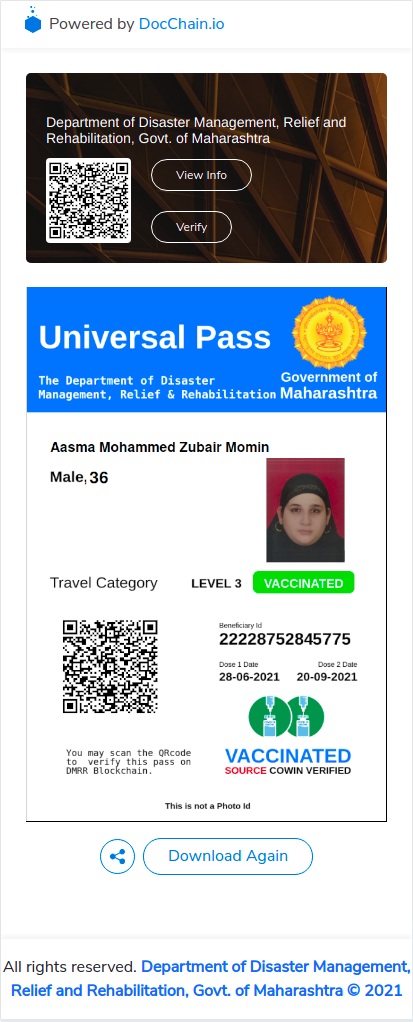 Powered by DocChain.io
Department of Disaster Management, Relief and
Rehabilitation, Govt. of Maharashtra
View Info
Verify
Universal Pass
The Department of Disaster
Management, Relief & Rehabilitation
Government of
Maharashtra
Aasma Mohammed Zubair Momin
Male, 36
Travel Category LEVEL 3 VACCINATED
Beneficiary Id
22228752845775
Dose 1 Date Dose 2 Date
28-06-2021 20-09-2021
You may scan the QRcode
to verify this pass on
DMRR Blockchain.
VACCINATED
SOURCE COWIN VERIFIED
This is not a Photo Id
Download Again
All rights reserved. Department of Disaster Management,
Relief and Rehabilitation, Govt. of Maharashtra © 2021